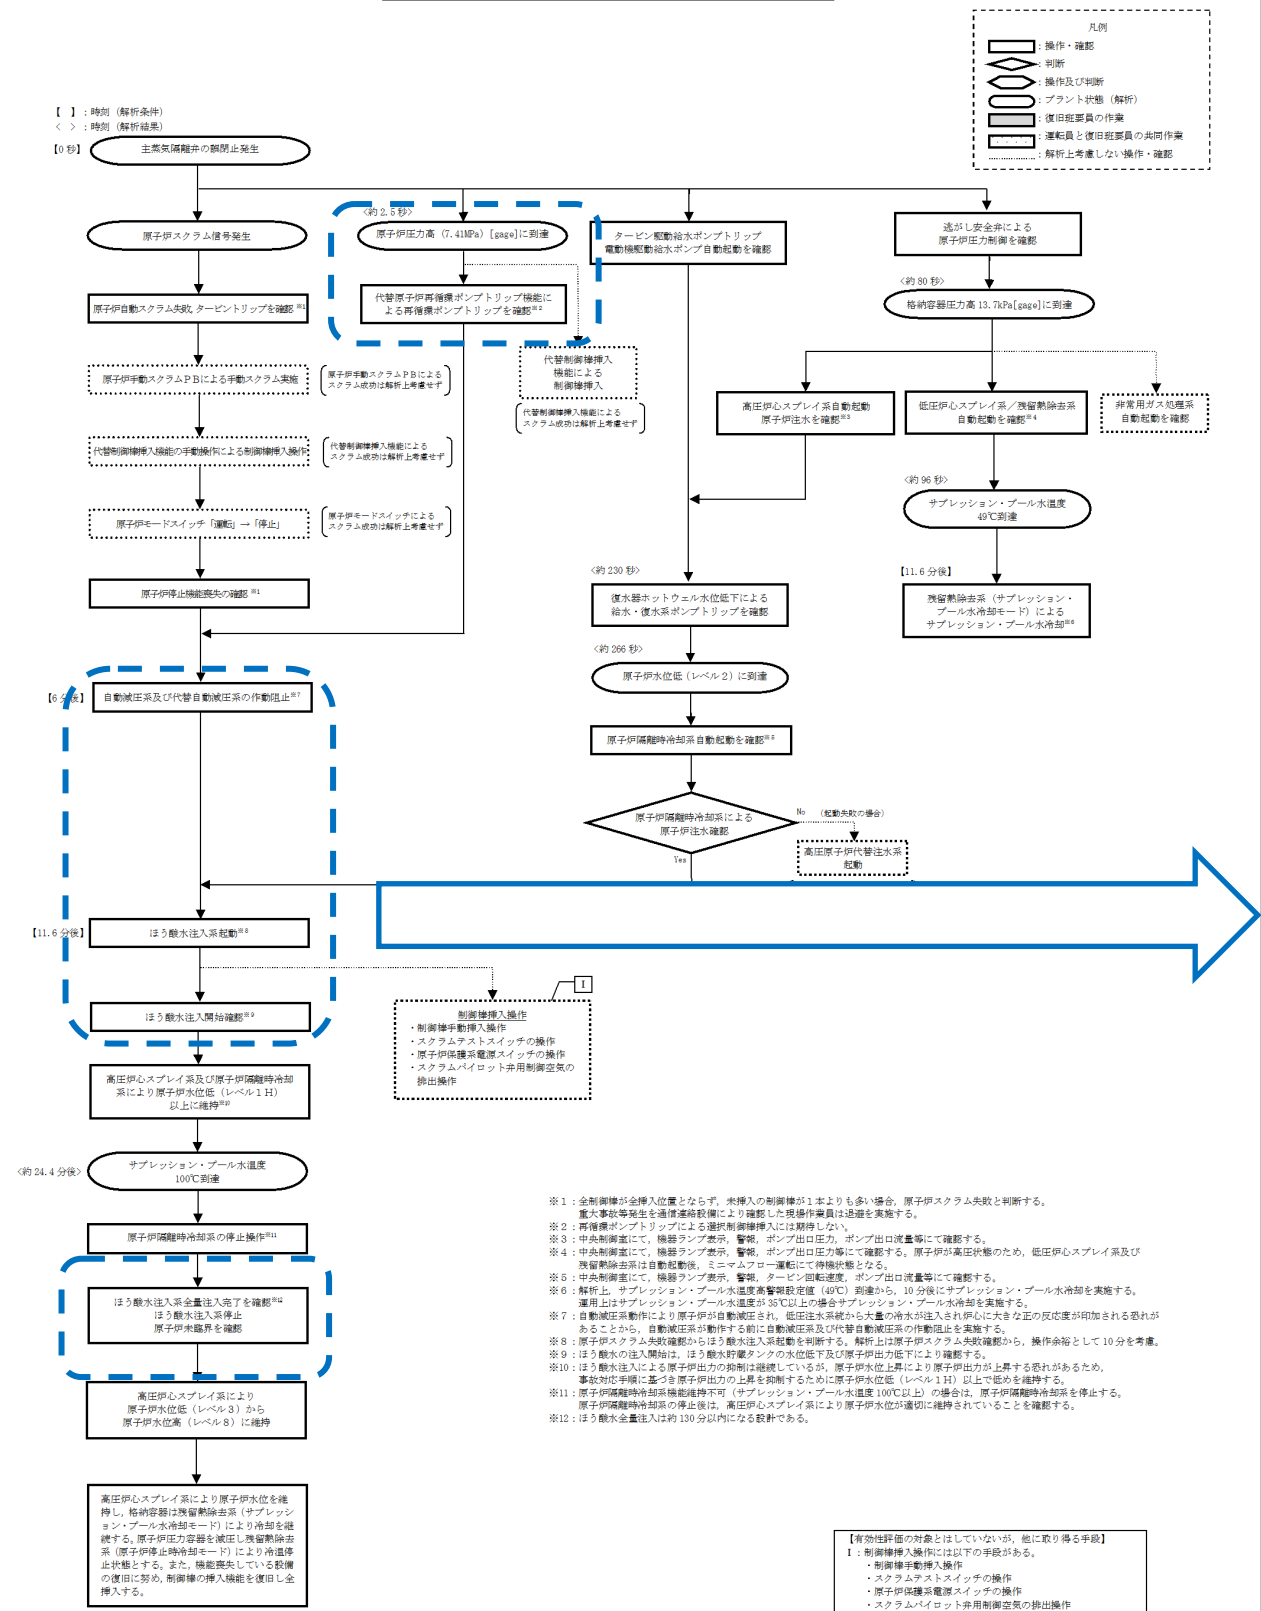 凡例
：操作・確認
：判断
：操作及び判断
：プラント状態（解析）
：復旧班要員の作業
：運転員と復旧班要員の共同作業
：解析上考慮しない操作・確認
【　】：時刻（解析条件）
〈　〉：時刻（解析結果）
【0秒】
主蒸気隔離弁の誤閉止発生
原子炉スクラム信号発生
原子炉自動スクラム失敗，タービントリップを確認 ※1
原子炉手動スクラムＰＢによる手動スクラム実施
原子炉手動スクラムＰＢによる
スクラム成功は解析上考慮せず
代替制御棒挿入機能の手動操作による制御棒挿入操作
代替制御棒挿入機能による
スクラム成功は解析上考慮せず
原子炉モードスイッチ「運転」→「停止」
原子炉モードスイッチによる
スクラム成功は解析上考慮せず
原子炉停止機能喪失の確認 ※1
〈約2.5秒〉
原子炉圧力高（7.41MPa）[gage]に到達
代替原子炉再循環ポンプトリップ機能に
よる再循環ポンプトリップを確認※2
代替制御棒挿入
機能による
制御棒挿入
代替制御棒挿入機能による
スクラム成功は解析上考慮せず
タービン駆動給水ポンプトリップ
電動機駆動給水ポンプ自動起動を確認
逃がし安全弁による
原子炉圧力制御を確認
〈約80秒〉
格納容器圧力高13.7kPa[gage]に到達
高圧炉心スプレイ系自動起動
原子炉注水を確認※3
低圧炉心スプレイ系／残留熱除去系
自動起動を確認※4
非常用ガス処理系
自動起動を確認
〈約96秒〉
サプレッション・プール水温度
49℃到達
【11.6分後】
残留熱除去系（サプレッション・
プール水冷却モード）による
サプレッション・プール水冷却※6
〈約230秒〉
復水器ホットウェル水位低下による
給水・復水系ポンプトリップを確認
〈約266秒〉
原子炉水位低（レベル２）に到達
原子炉隔離時冷却系自動起動を確認※5
原子炉隔離時冷却系による
原子炉注水確認
No　（起動失敗の場合）
Yes
高圧原子炉代替注水系
起動
【6分後】
自動減圧系及び代替自動減圧系の作動阻止※7
【11.6分後】
ほう酸水注入系起動※8
ほう酸水注入開始確認※9
I
制御棒挿入操作
・制御棒手動挿入操作
・スクラムテストスイッチの操作
・原子炉保護系電源スイッチの操作
・スクラムパイロット弁用制御空気の
排出操作
高圧炉心スプレイ系及び原子炉隔離時冷却
系により原子炉水位低（レベル１Ｈ）
以上に維持※10
〈約24.4分後〉
サプレッション・プール水温度
100℃到達
原子炉隔離時冷却系の停止操作※11
ほう酸水注入系全量注入完了を確認※12
ほう酸水注入系停止
原子炉未臨界を確認
高圧炉心スプレイ系により
原子炉水位低（レベル３）から
原子炉水位高（レベル８）に維持
高圧炉心スプレイ系により原子炉水位を維
持し，格納容器は残留熱除去系（サプレッシ
ョン・プール水冷却モード）により冷却を継
続する。原子炉圧力容器を減圧し残留熱除去
系（原子炉停止時冷却モード）により冷温停
止状態とする。また，機能喪失している設備
の復旧に努め，制御棒の挿入機能を復旧し全
挿入する。
※１：全制御棒が全挿入位置とならず，未挿入の制御棒が１本よりも多い場合，原子炉スクラム失敗と判断する。
重大事故等発生を通信連絡設備により確認した現場作業員は退避を実施する。
※２：再循環ポンプトリップによる選択制御棒挿入には期待しない。
※３：中央制御室にて，機器ランプ表示，警報，ポンプ出口圧力，ポンプ出口流量等にて確認する。
※４：中央制御室にて，機器ランプ表示，警報，ポンプ出口圧力等にて確認する。原子炉が高圧状態のため，低圧炉心スプレイ系及び
残留熱除去系は自動起動後，ミニマムフロー運転にて待機状態となる。
※５：中央制御室にて，機器ランプ表示，警報，タービン回転速度，ポンプ出口流量等にて確認する。
※６：解析上，サプレッション・プール水温度高警報設定値（49℃）到達から，10分後にサプレッション・プール水冷却を実施する。
運用上はサプレッション・プール水温度が35℃以上の場合サプレッション・プール水冷却を実施する。
※７：自動減圧系動作により原子炉が自動減圧され，低圧注水系統から大量の冷水が注入され炉心に大きな正の反応度が印加される恐れが
あることから，自動減圧系が動作する前に自動減圧系及び代替自動減圧系の作動阻止を実施する。
※８：原子炉スクラム失敗確認からほう酸水注入系起動を判断する。解析上は原子炉スクラム失敗確認から，操作余裕として10分を考慮。
※９：ほう酸水の注入開始は，ほう酸水貯蔵タンクの水位低下及び原子炉出力低下により確認する。
※10：ほう酸水注入による原子炉出力の抑制は継続しているが，原子炉水位上昇により原子炉出力が上昇する恐れがあるため，
事故対応手順に基づき原子炉出力の上昇を抑制するために原子炉水位低（レベル１Ｈ）以上で低めを維持する。
※11：原子炉隔離時冷却系機能維持不可（サプレッション・プール水温度100℃以上）の場合は，原子炉隔離時冷却系を停止する。
原子炉隔離時冷却系の停止後は，高圧炉心スプレイ系により原子炉水位が適切に維持されていることを確認する。
※12：ほう酸水全量注入は約130分以内になる設計である。
【有効性評価の対象とはしていないが，他に取り得る手段】
Ⅰ：制御棒挿入操作には以下の手段がある。
・制御棒手動挿入操作
・スクラムテストスイッチの操作
・原子炉保護系電源スイッチの操作
・スクラムパイロット弁用制御空気の排出操作